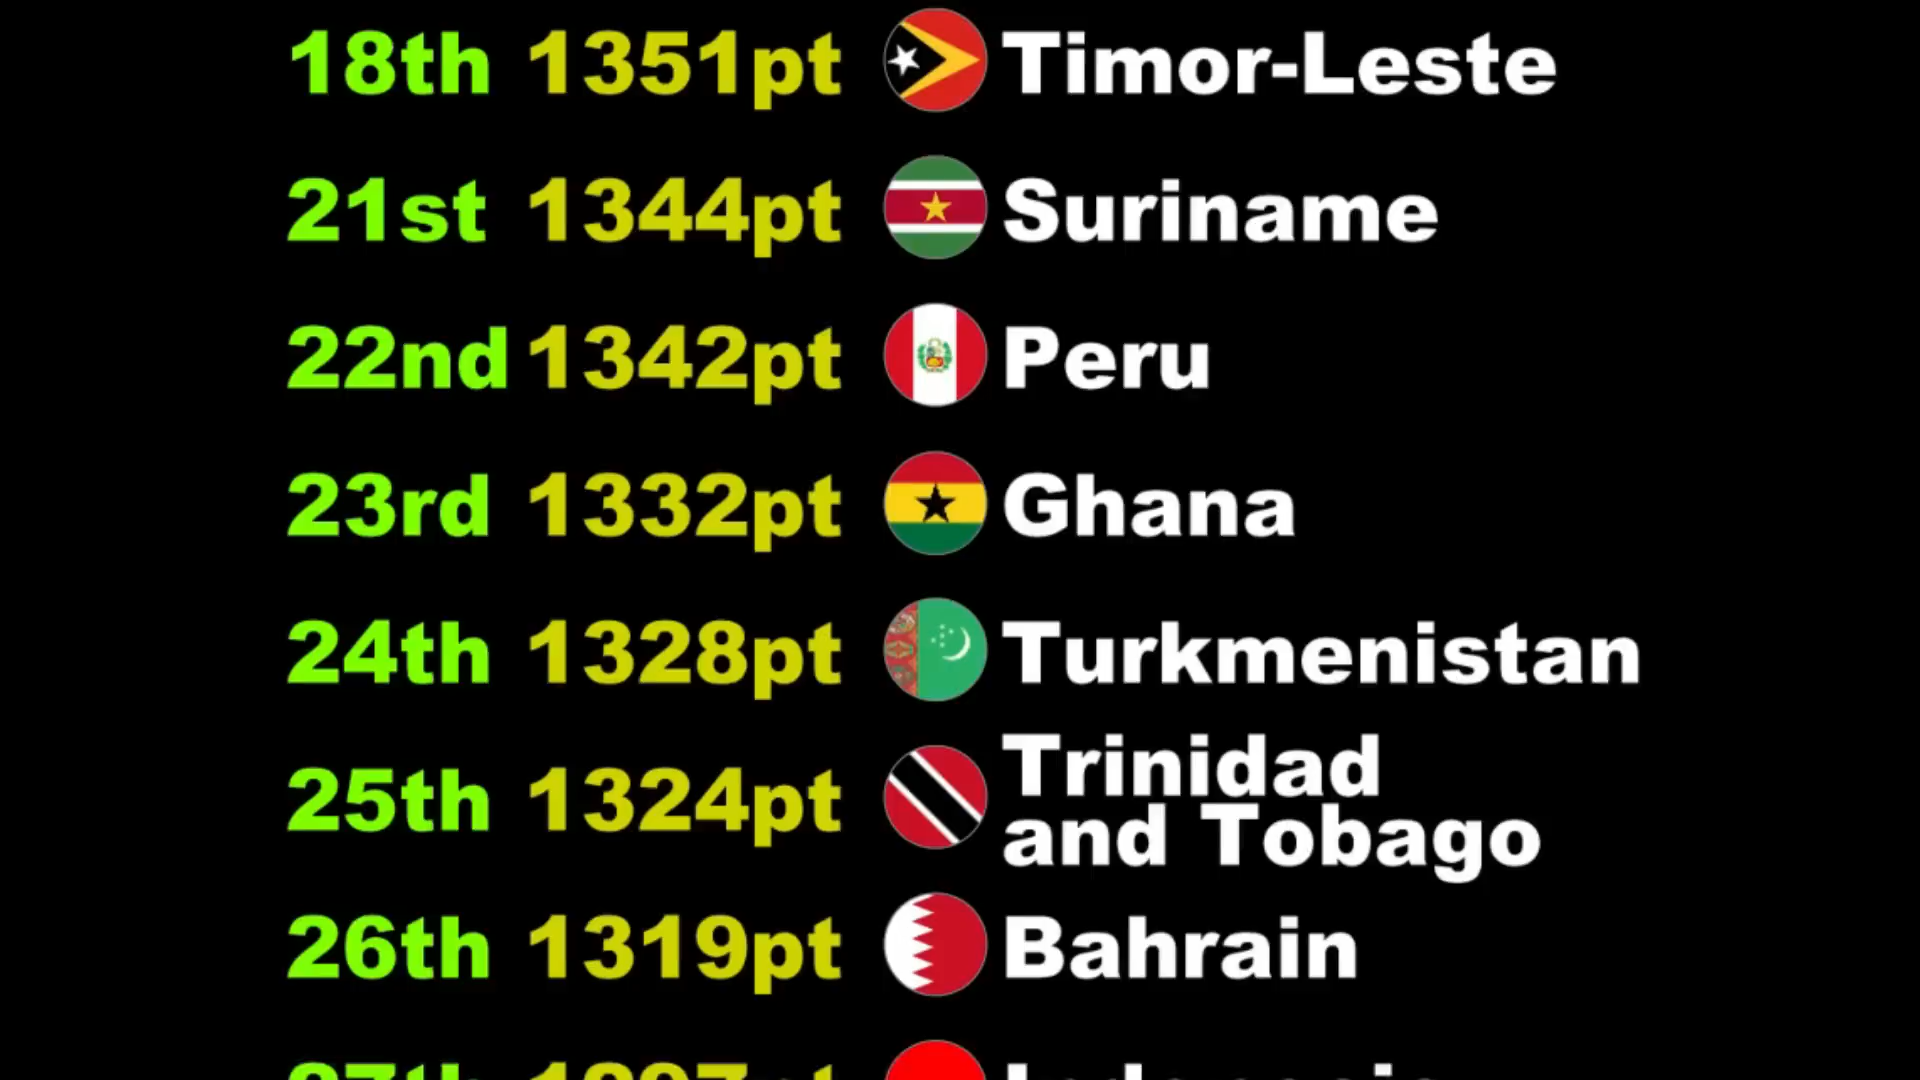 18th 1351pt Timor-Leste
21st 1344pt Suriname
22nd 1342pt Peru
23rd 1332pt Ghana
24th 1328pt Turkmenistan
25th 1324pt Trinidad
and Tobago
26th 1319pt Bahrain